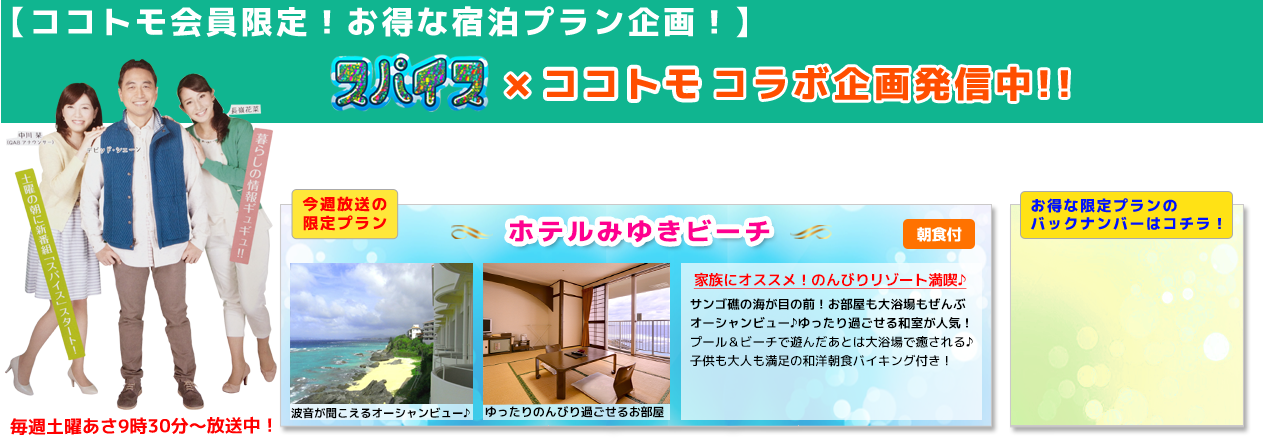 【ココトモ会員限定!お得な宿泊プラン企画!】
スパイス × ココトモ コラボ企画発信中!!
中川 栞
(OABアナウンサー)
デビッド・シェーン
長嶺花菜
暮らしの情報ギュギュ!!
土曜の朝に新番組「スパイス」スタート!
毎週土曜あさ9時30分〜放送中!
今週放送の
限定プラン
ホテルみゆきビーチ
朝食付
波音が聞こえるオーシャンビュー♪
ゆったりのんびり過ごせるお部屋
家族にオススメ!のんびりリゾート満喫♪
サンゴ礁の海が目の前!お部屋も大浴場もぜんぶ
オーシャンビュー♪ゆったり過ごせる和室が人気!
プール&ビーチで遊んだあとは大浴場で癒される♪
子供も大人も満足の和洋朝食バイキング付き!
お得な限定プランの
バックナンバーはコチラ!